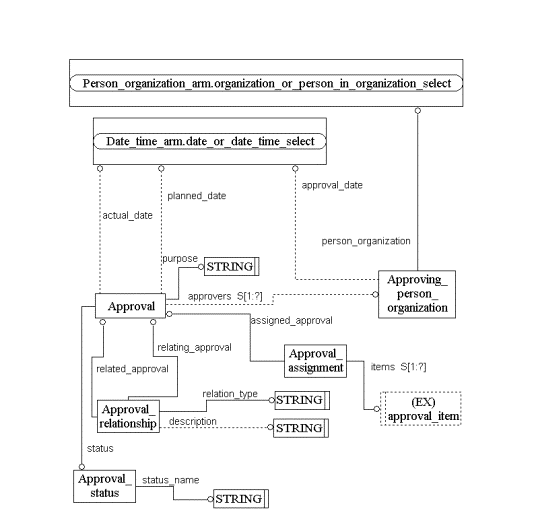 Person_organization_arm.organization_or_person_in_organization_select
Date_time_arm.date_or_date_time_select
planned_date
approval_date
actual_date
person_organization
purpose
STRING
Approving_
person_
organization
approvers S[1:?]
Approval
assigned_approval
relating_approval
Approval_
assignment
items S[1:?]
related_approval
relation_type
STRING
(EX)
approval_item
Approval_
relationship
description
STRING
status
Approval_
status
status_name
STRING